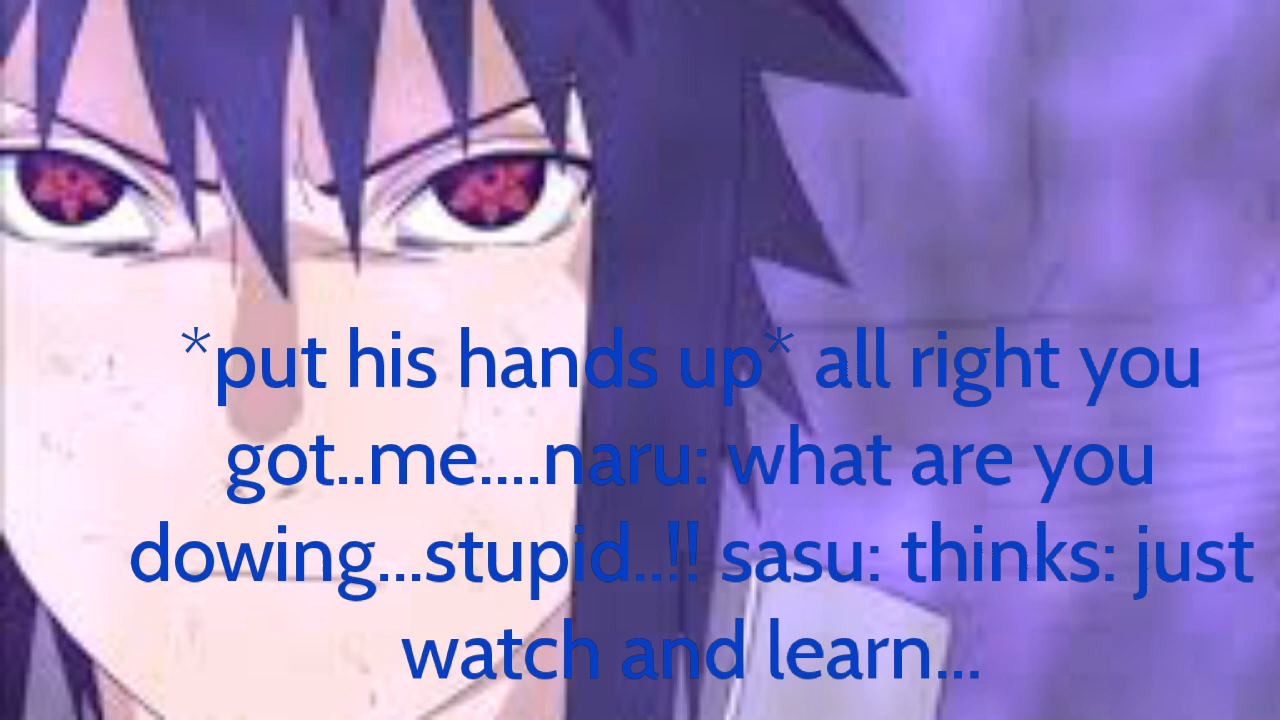 *put his hands up* all right you
got..me....naru: what are you
dowing...stupid..!! sasu: thinks: just
watch and learn...